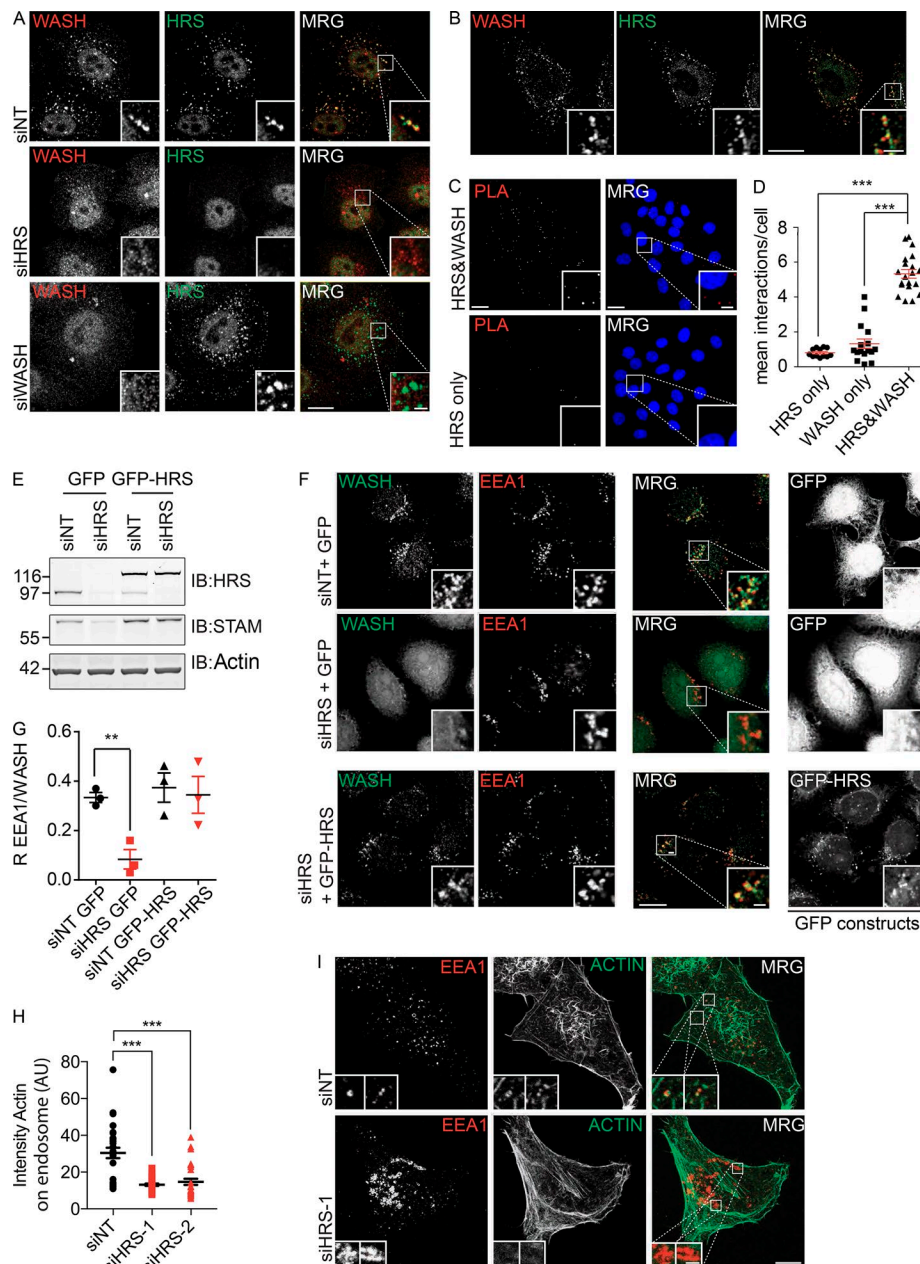 A
WASH
HRS
MRG
siNT
WASH
HRS
MRG
siHRS
WASH
HRS
MRG
siWASH
B
WASH
HRS
MRG
C
PLA
MRG
HRS&WASH
PLA
MRG
HRS only
D
***
***
8
6
4
2
0
mean interactions/cell
HRS only
WASH only
HRS&WASH
E
GFP GFP-HRS
siNT
siHRS
siNT
siHRS
116
97
IB:HRS
55
IB:STAM
42
IB:Actin
F
WASH
EEA1
MRG
GFP
siNT+ GFP
WASH
EEA1
MRG
GFP
siHRS + GFP
WASH
EEA1
MRG
GFP-HRS
siHRS
+ GFP-HRS
GFP constructs
G
R EEA1/WASH
0.6
0.4
0.2
0.0
**
siNT GFP
siHRS GFP
siNT GFP-HRS
siHRS GFP-HRS
H
***
***
Intensity Actin
on endosome (AU)
80
60
40
20
0
siNT
siHRS-1
siHRS-2
I
EEA1
ACTIN
MRG
siNT
EEA1
ACTIN
MRG
siHRS-1